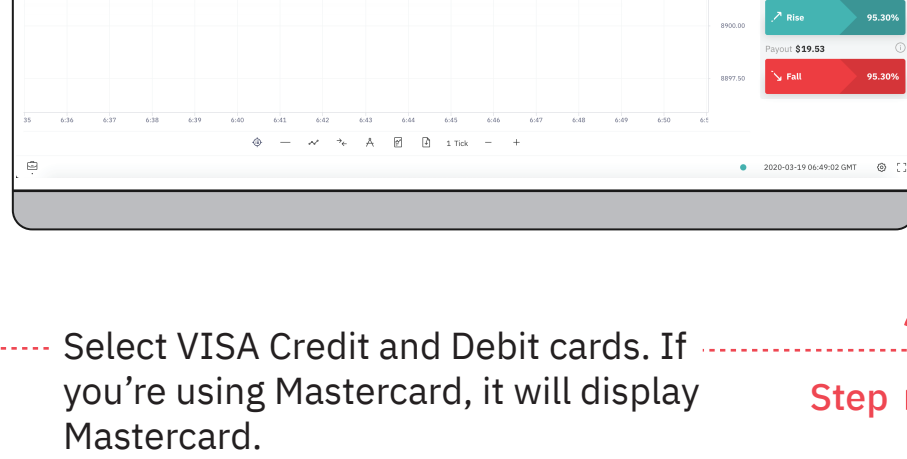 8900.00
Rise 95.30%
Payout $19.53
8897.50
Fall 95.30%
35 6:36 6:37 6:38 6:39 6:40 6:41 6:42 6:43 6:44 6:45 6:46 6:47 6:48 6:49 6:50
1 Tick
2020-03-19 06:49:02 GMT
Select VISA Credit and Debit cards. If
you’re using Mastercard, it will display
Mastercard.
Step